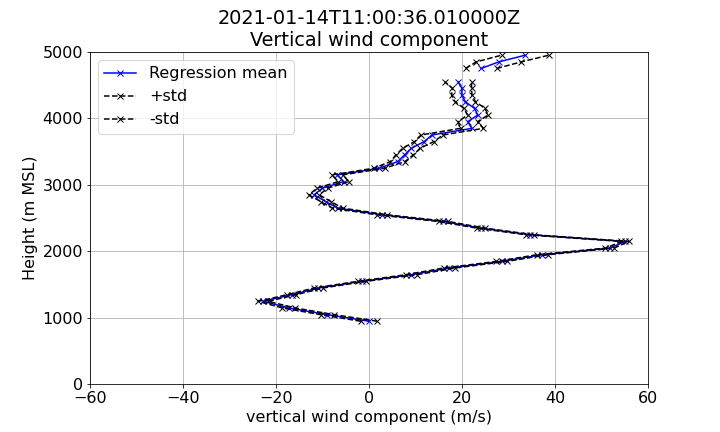 2021-01-14T11:00:36.010000Z
Vertical wind component
Regression mean
+std
-std
5000
4000
3000
2000
1000
0
Height (m MSL)
−60 −40 −20 0 20 40 60
vertical wind component (m/s)